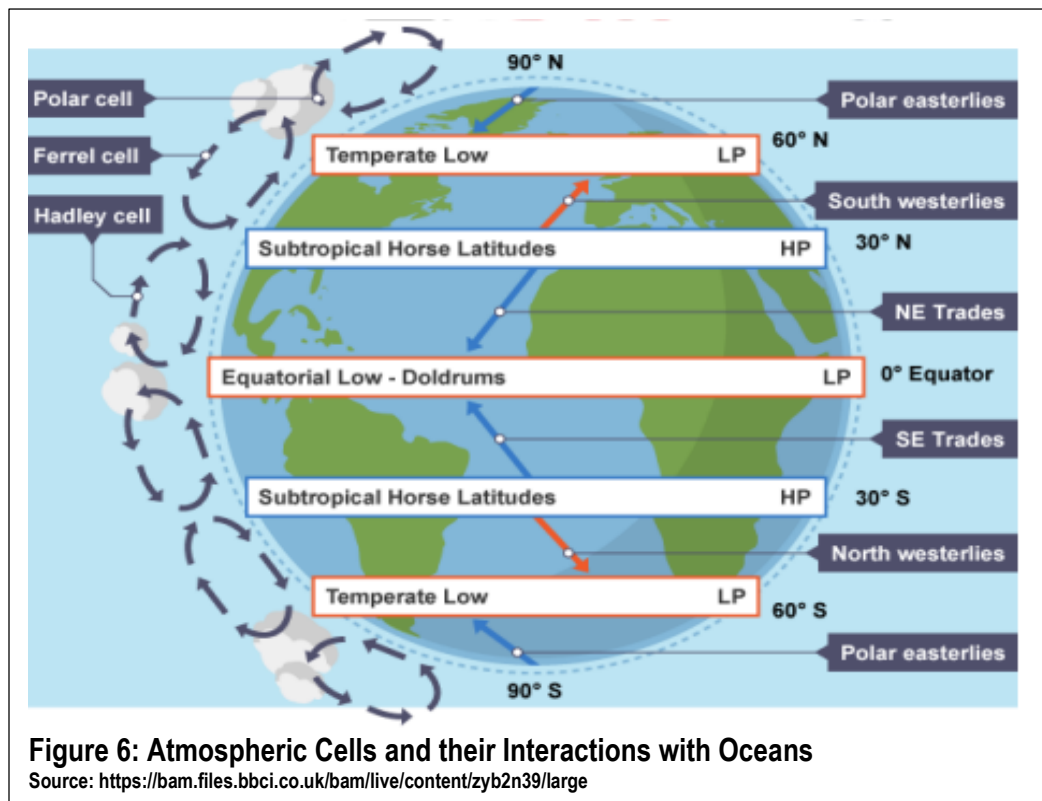 90° N
Polar cell
Polar easterlies
60° N
Temperate Low LP
Ferrel cell
South westerlies
Hadley cell
30° N
Subtropical Horse Latitudes HP
NE Trades
Equatorial Low - Doldrums LP
0° Equator
SE Trades
Subtropical Horse Latitudes HP
30° S
North westerlies
Temperate Low LP
60° S
Polar easterlies
90° S
Figure 6: Atmospheric Cells and their Interactions with Oceans
Source: https://bam.files.bbci.co.uk/bam/live/content/zyb2n39/large